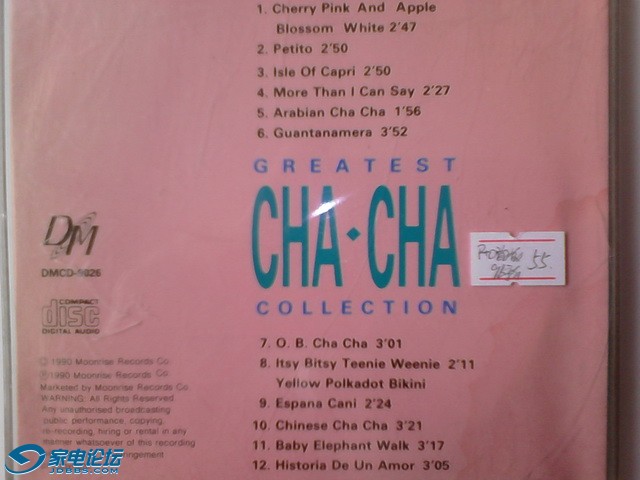 1. Cherry Pink And Apple
Blossom White 2'47
2. Petito 2'50
3. Isle Of Capri 2'50
4. More Than I Can Say 2'27
5. Arabian Cha Cha 1'56
6. Guantanamera 3'52
GREATEST
CHA·CHA
COLLECTION
55.
DM
DMCD-9026
COMPACT
disc
DIGITAL AUDIO
7. O. B. Cha Cha 3'01
8. Itsy Bitsy Teenie Weenie 2'11
Yellow Polkadot Bikini
9. Espana Cani 2'24
10. Chinese Cha Cha 3'21
11. Baby Elephant Walk 3'17
12. Historia De Un Amor 3'05
Ⓒ 1990 Moonrise Records Co.
Ⓟ 1990 Moonrise Records Co.
Marketed by Moonrise Records Co.
WARNING: All Rights Reserved.
Any unauthorised broadcasting
public performance, copying,
re-recording, hiring or rental in any
manner whatsoever of this recording
家电论坛
JDBBS.COM